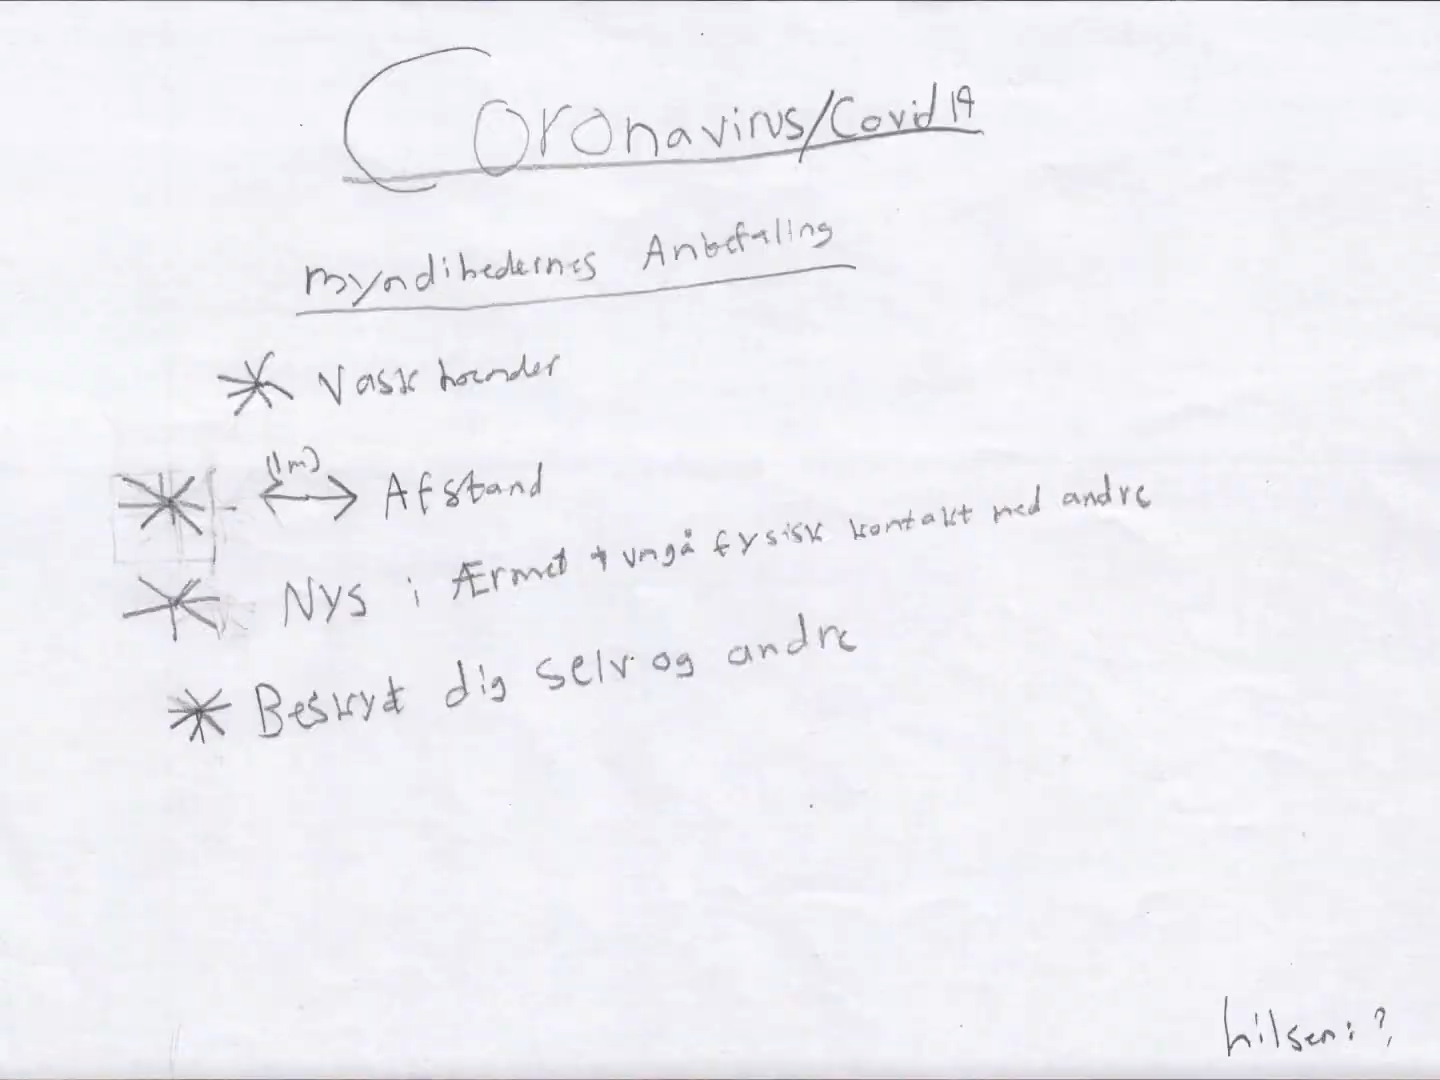 Coronavirus/Covid 19
Myndihedernes Anbefaling
* Vask hænder
* (1m) ↔ Afstand
* Nys i Ærmet + ungå fysisk kontakt med andre
* Beskyt dig selv og andre
hilsen: ?